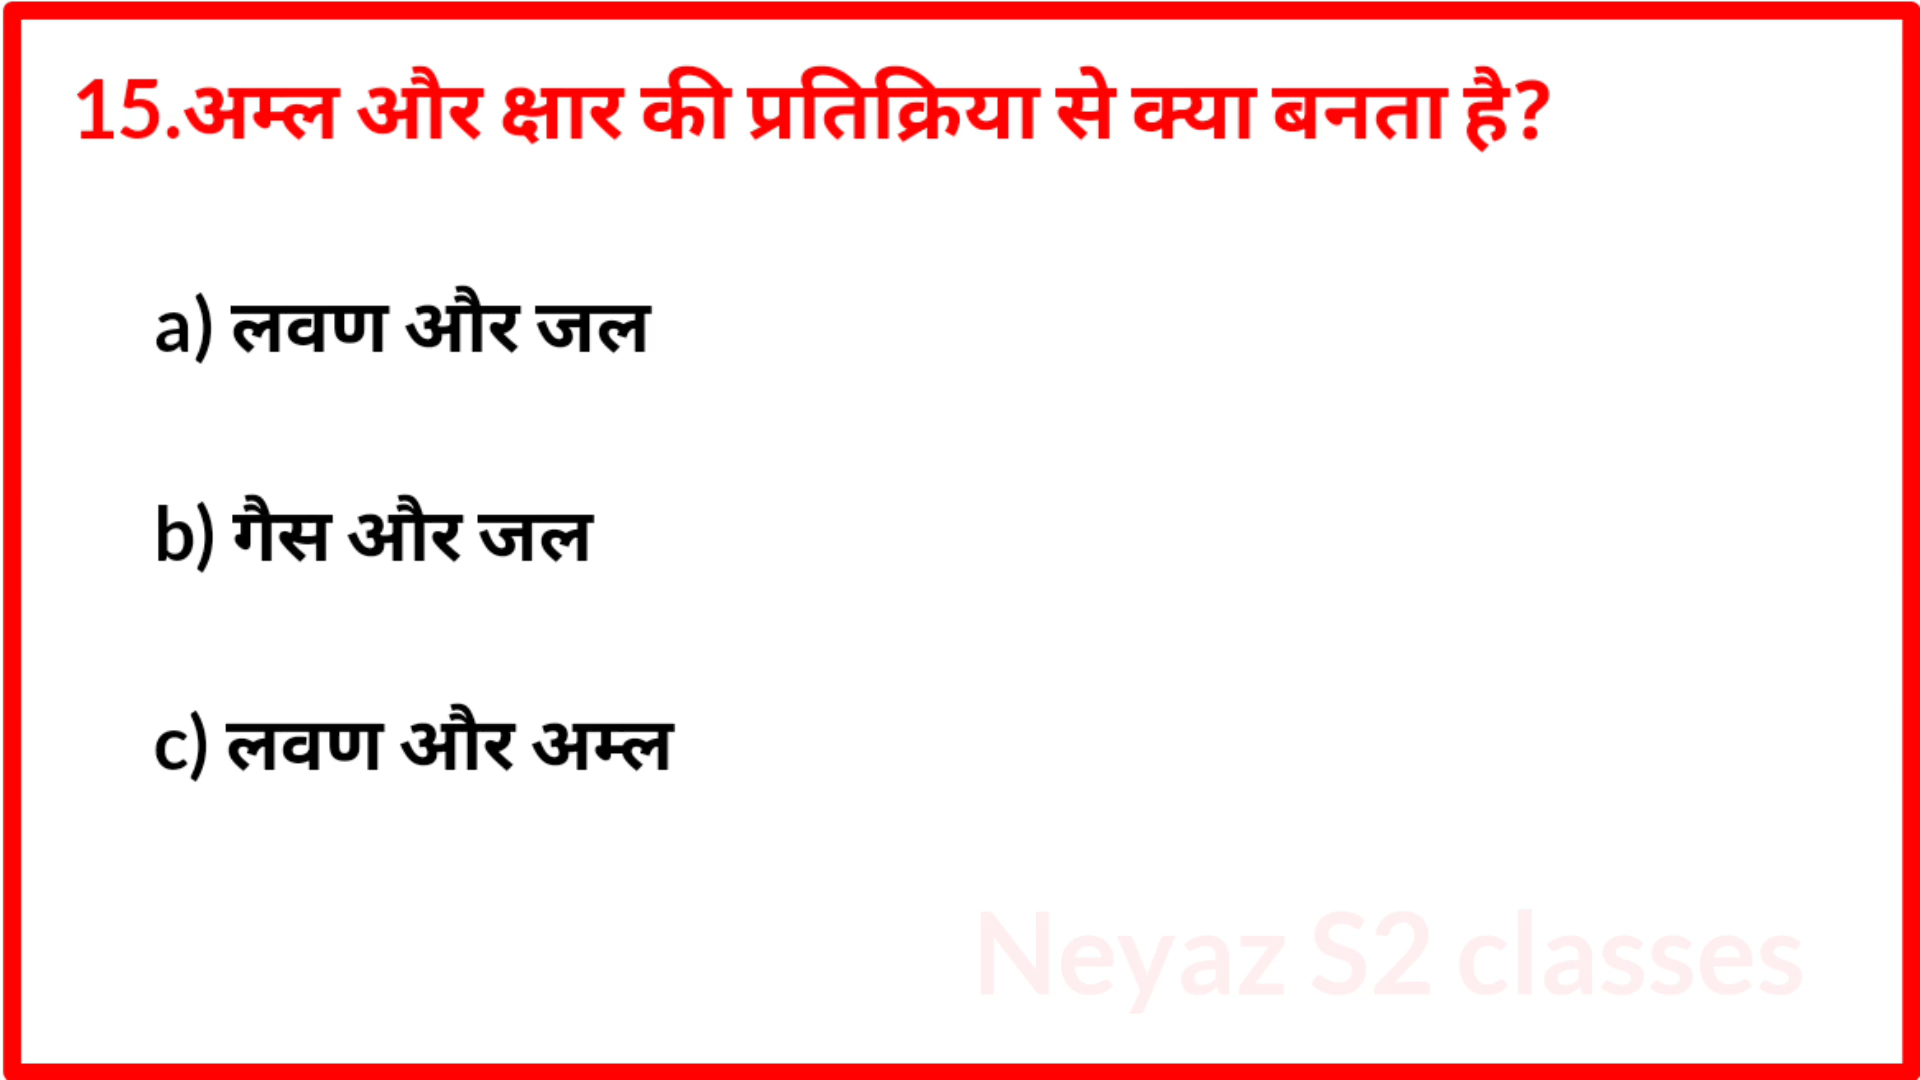 15.अम्ल और क्षार की प्रतिक्रिया से क्या बनता है?
a) लवण और जल
b) गैस और जल
c) लवण और अम्ल
Neyaz S2 classes